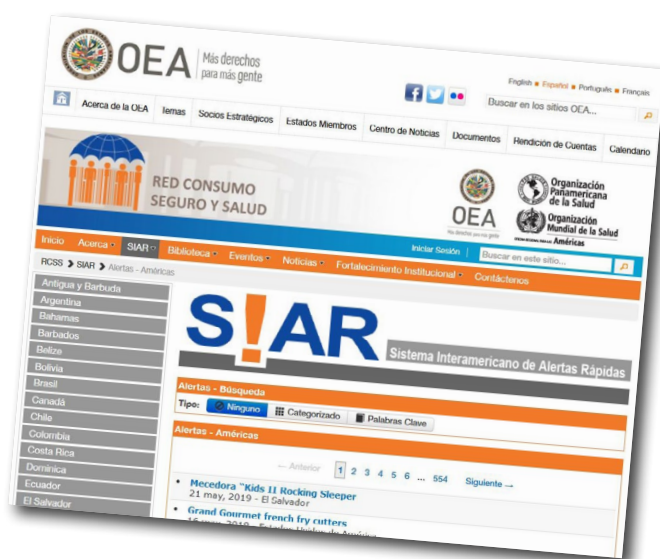 OEA
Más derechos
para más gente
English Español Português Français
Buscar en los sitios OEA...
Acerca de la OEA Temas Socios Estratégicos Estados Miembros Centro de Noticias Documentos Rendición de Cuentas Calendario
RED CONSUMO
SEGURO Y SALUD
OEA
Más derechos para más gente
Organización
Panamericana
de la Salud
Organización
Mundial de la Salud
Américas
Iniciar Sesión
Buscar en este sitio...
Inicio Acerca SIAR Biblioteca Eventos Noticias Fortalecimiento Institucional Contáctenos
RCSS > SIAR > Alertas - Américas
Antigua y Barbuda
Argentina
Bahamas
Barbados
Belize
Bolivia
Brasil
Canadá
Chile
Colombia
Costa Rica
Dominica
Ecuador
El Salvador
S!AR
Sistema Interamericano de Alertas Rápidas
Alertas - Búsqueda
Tipo: Ninguno Categorizado Palabras Clave
Alertas - Américas
← Anterior 1 2 3 4 5 6 ... 554 Siguiente →
• Mecedora "Kids II Rocking Sleeper
21 may, 2019 - El Salvador
• Grand Gourmet french fry cutters